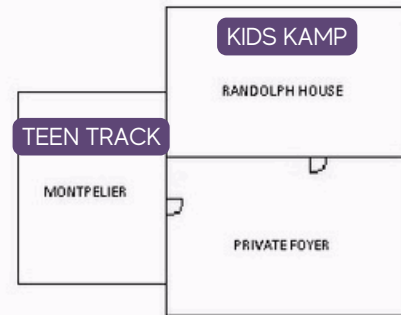 KIDS KAMP
RANDOLPH HOUSE
TEEN TRACK
MONTPELIER
PRIVATE FOYER